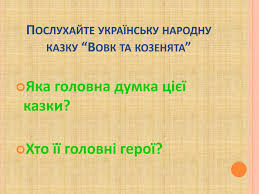 Послухайте українську народну
казку “Вовк та козенята”
Яка головна думка цієї
казки?
Хто її головні герої?